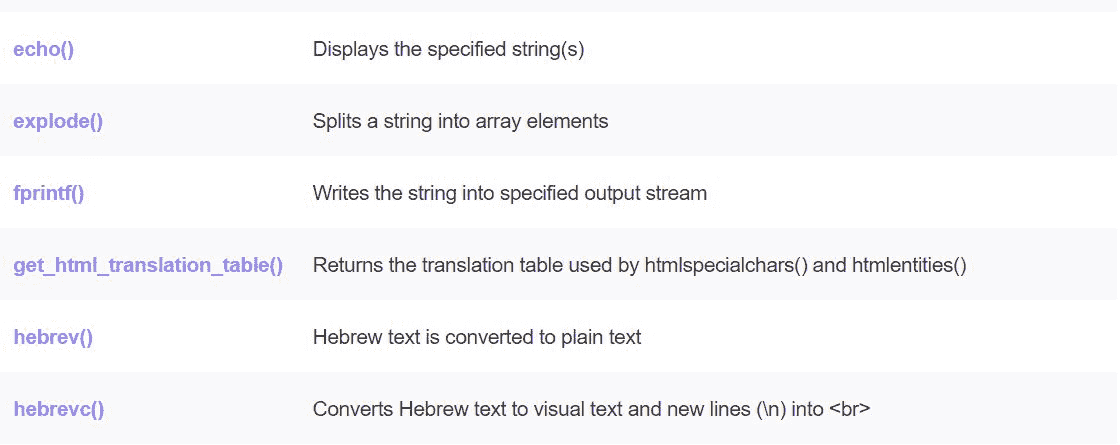 echo() Displays the specified string(s)
explode() Splits a string into array elements
fprintf() Writes the string into specified output stream
get_html_translation_table() Returns the translation table used by htmlspecialchars() and htmlentities()
hebrev() Hebrew text is converted to plain text
hebrevc() Converts Hebrew text to visual text and new lines (\n) into <br>